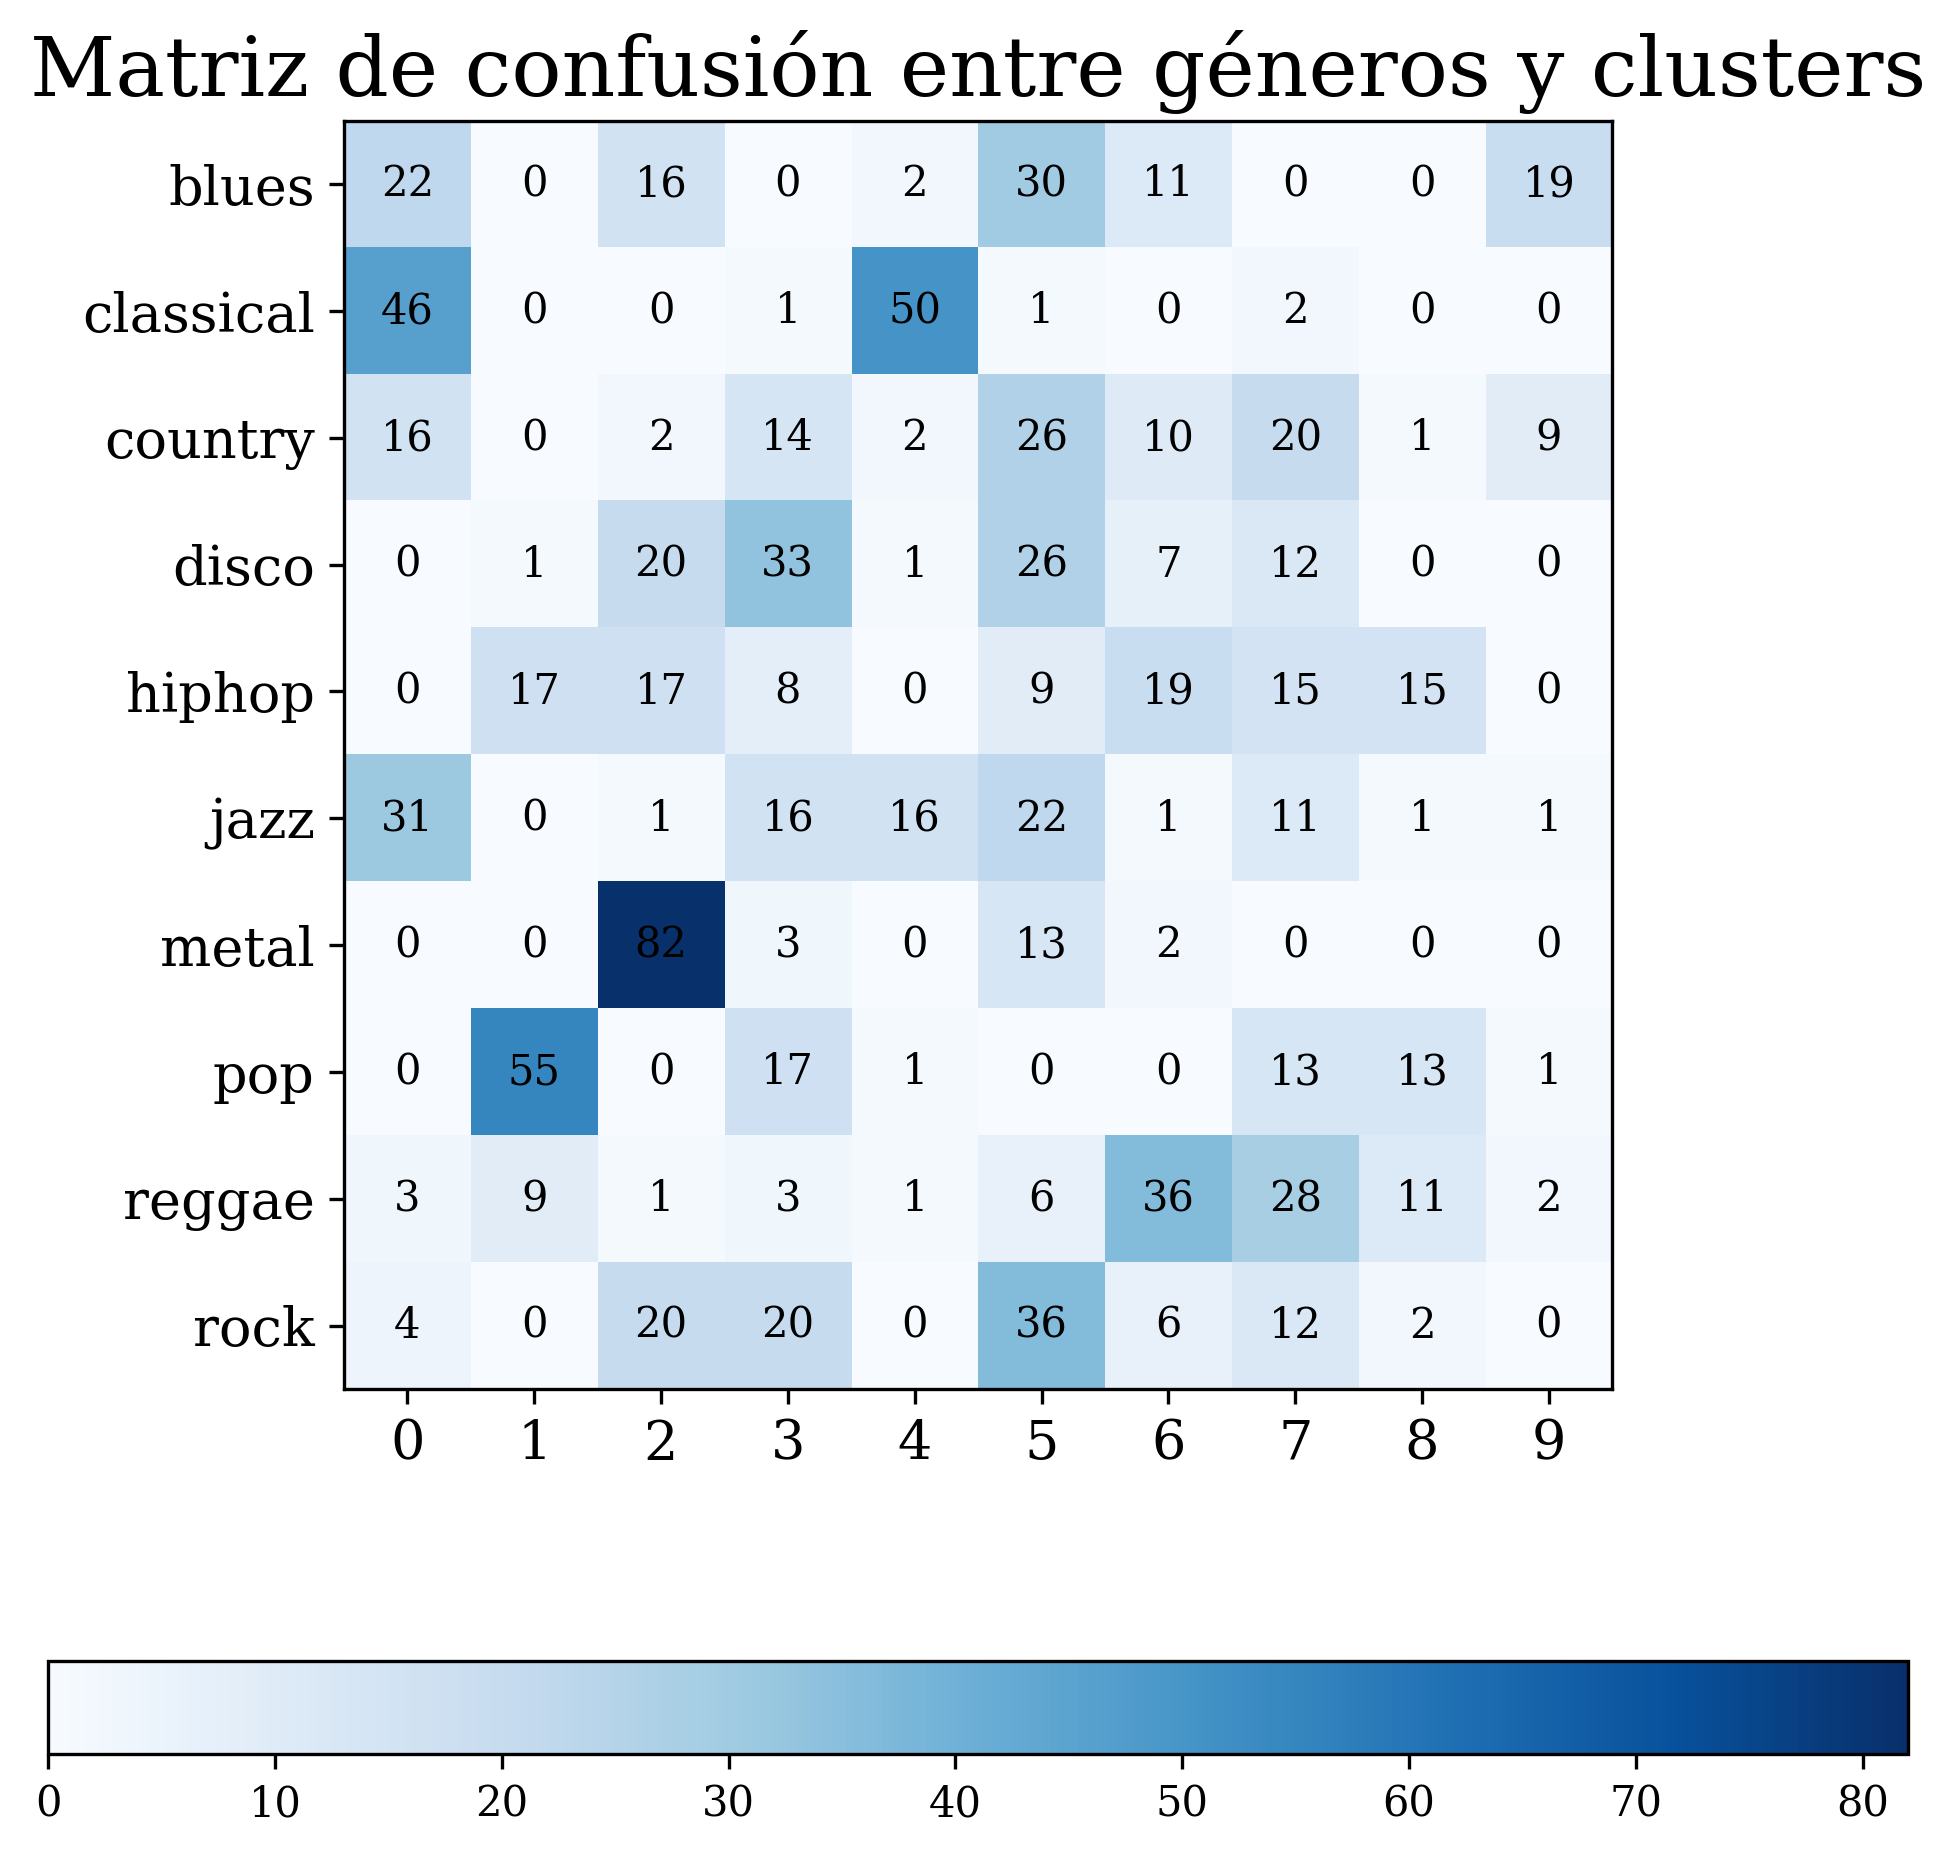 Matriz de confusión entre géneros y clusters
blues 22 0 16 0 2 30 11 0 0 19
classical 46 0 0 1 50 1 0 2 0 0
country 16 0 2 14 2 26 10 20 1 9
disco 0 1 20 33 1 26 7 12 0 0
hiphop 0 17 17 8 0 9 19 15 15 0
jazz 31 0 1 16 16 22 1 11 1 1
metal 0 0 82 3 0 13 2 0 0 0
pop 0 55 0 17 1 0 0 13 13 1
reggae 3 9 1 3 1 6 36 28 11 2
rock 4 0 20 20 0 36 6 12 2 0
0 1 2 3 4 5 6 7 8 9
0 10 20 30 40 50 60 70 80